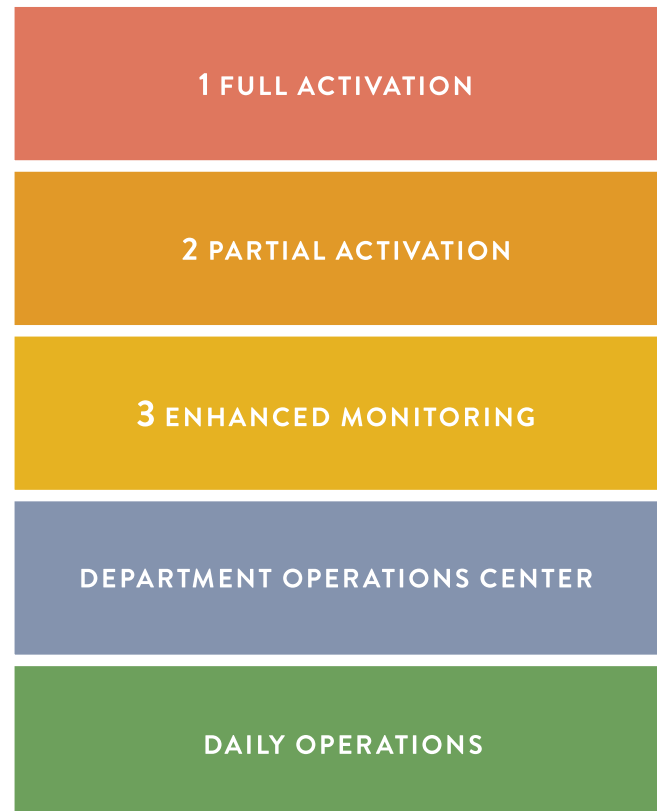 1 FULL ACTIVATION
2 PARTIAL ACTIVATION
3 ENHANCED MONITORING
DEPARTMENT OPERATIONS CENTER
DAILY OPERATIONS